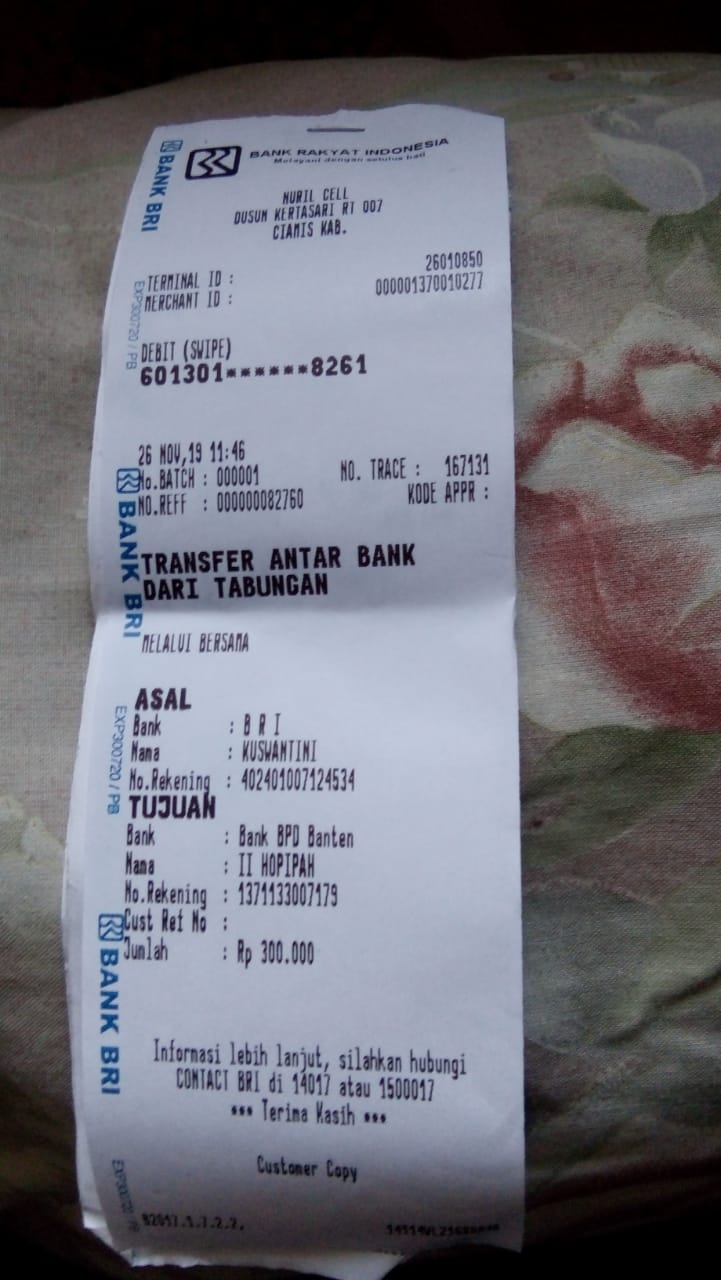 BANK RAKYAT INDONESIA
Melayani dengan setulus hati
NURIL CELL
DUSUN KERTASARI RT 007
CIAMIS KAB.
TERMINAL ID : 26010850
MERCHANT ID : 000001370010277
DEBIT (SWIPE)
601301******8261
26 NOV,19 11:46
No.BATCH : 000001 NO. TRACE : 167131
NO.REFF : 000000082760 KODE APPR :
TRANSFER ANTAR BANK
DARI TABUNGAN
MELALUI BERSAMA
ASAL
Bank : B R I
Nama : KUSWANTINI
No.Rekening : 402401007124534
TUJUAN
Bank : Bank BPD Banten
Nama : II HOPIPAH
No.Rekening : 1371133007179
Cust Ref No :
Jumlah : Rp 300.000
Informasi lebih lanjut, silahkan hubungi
CONTACT BRI di 14017 atau 1500017
*** Terima Kasih ***
Customer Copy
BANK BRI
EXP300720 / PB
BANK BRI
EXP300720 / PB
BANK BRI
EXP300720 / PB